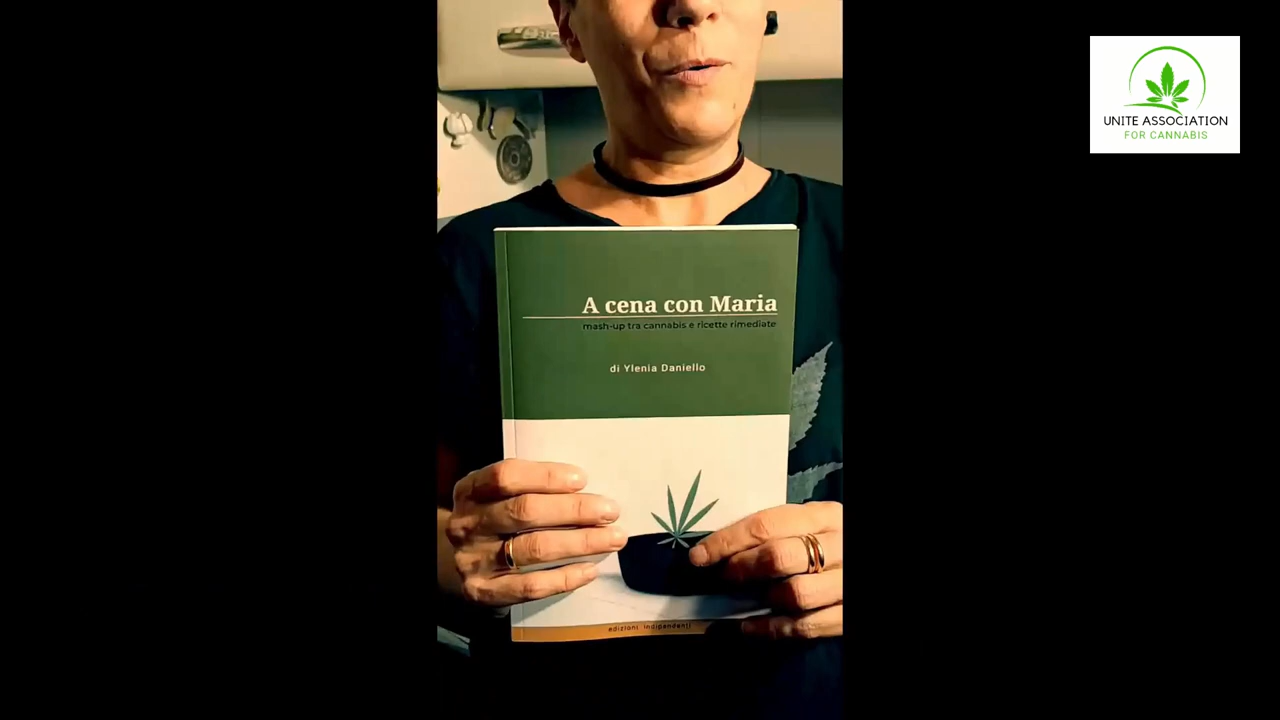 UNITE ASSOCIATION
FOR CANNABIS
A cena con Maria
mash-up tra cannabis e ricette rimediate
di Ylenia Daniello
edizioni indipendenti